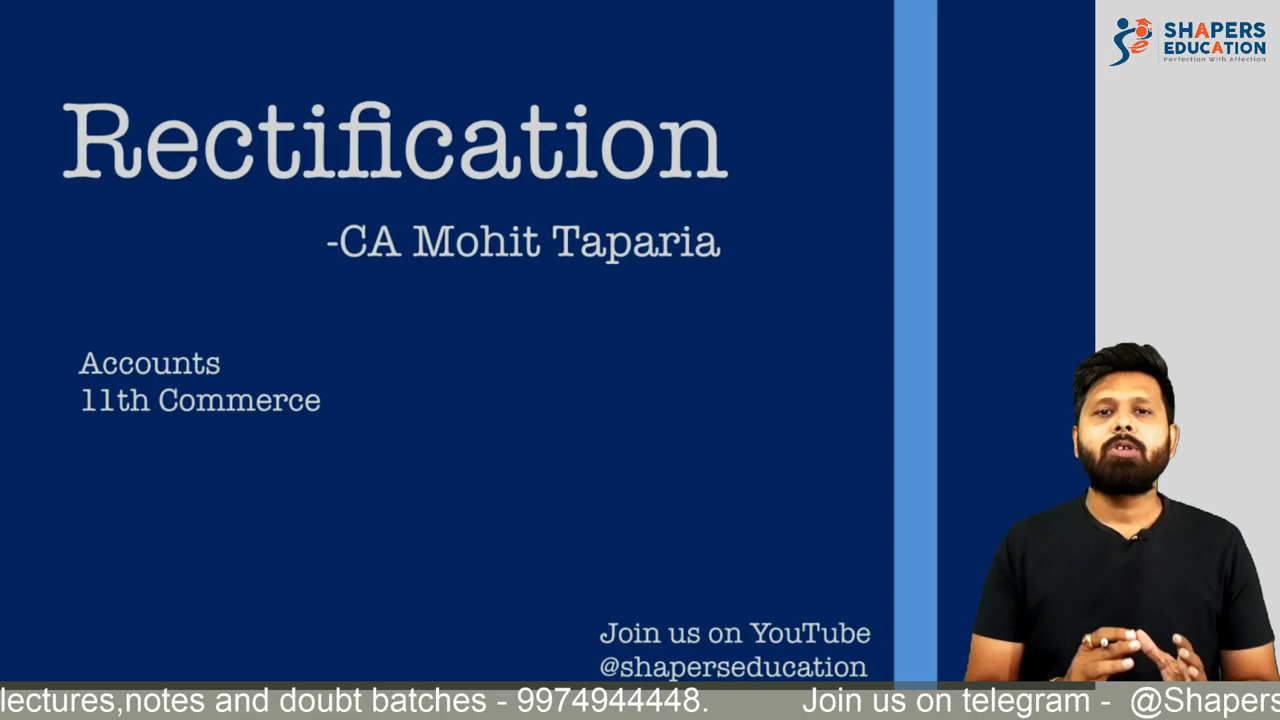 SHAPERS
EDUCATION
Perfection With Affection
Rectification
-CA Mohit Taparia
Accounts
11th Commerce
Join us on YouTube
@shaperseducation
lectures,notes and doubt batches - 9974944448. Join us on telegram - @Shapers